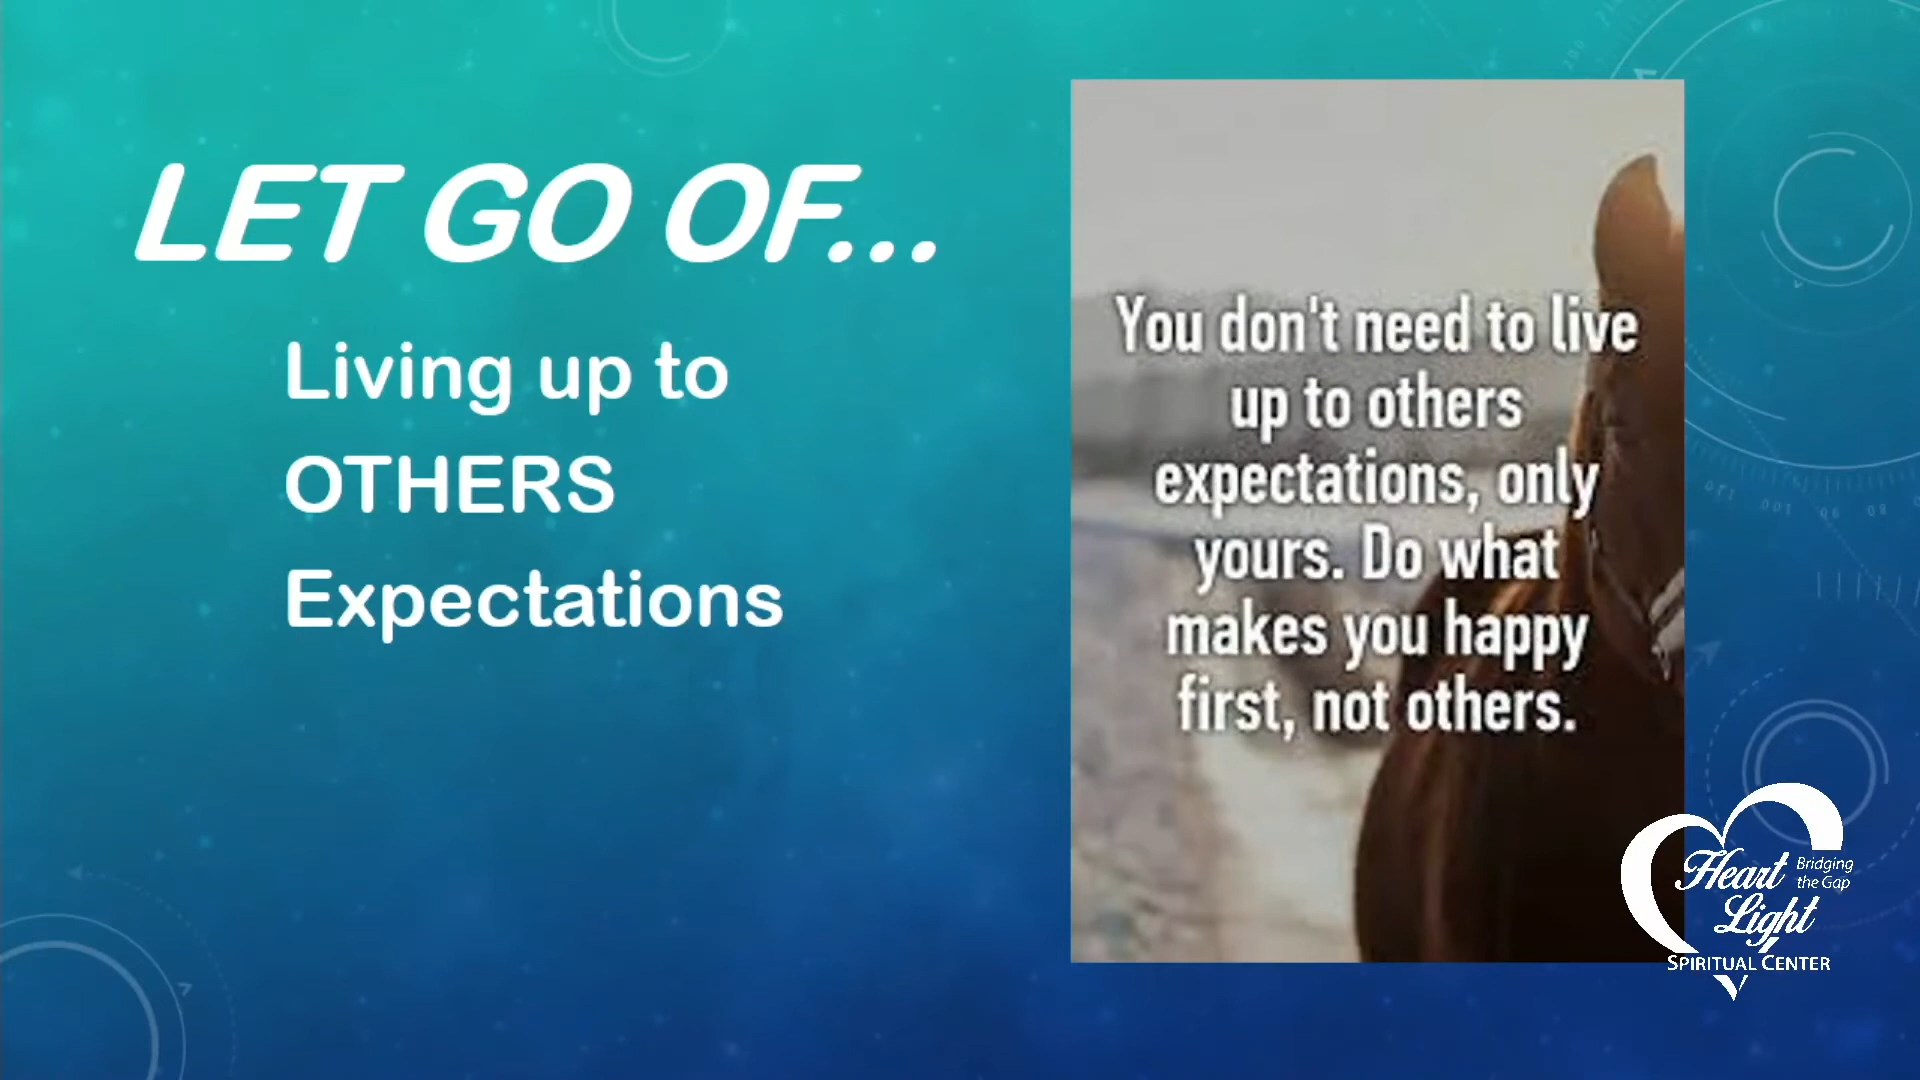 LET GO OF...
Living up to
OTHERS
Expectations
You don't need to live
up to others
expectations, only
yours. Do what
makes you happy
first, not others.
Heart
Light
Bridging
the Gap
SPIRITUAL CENTER